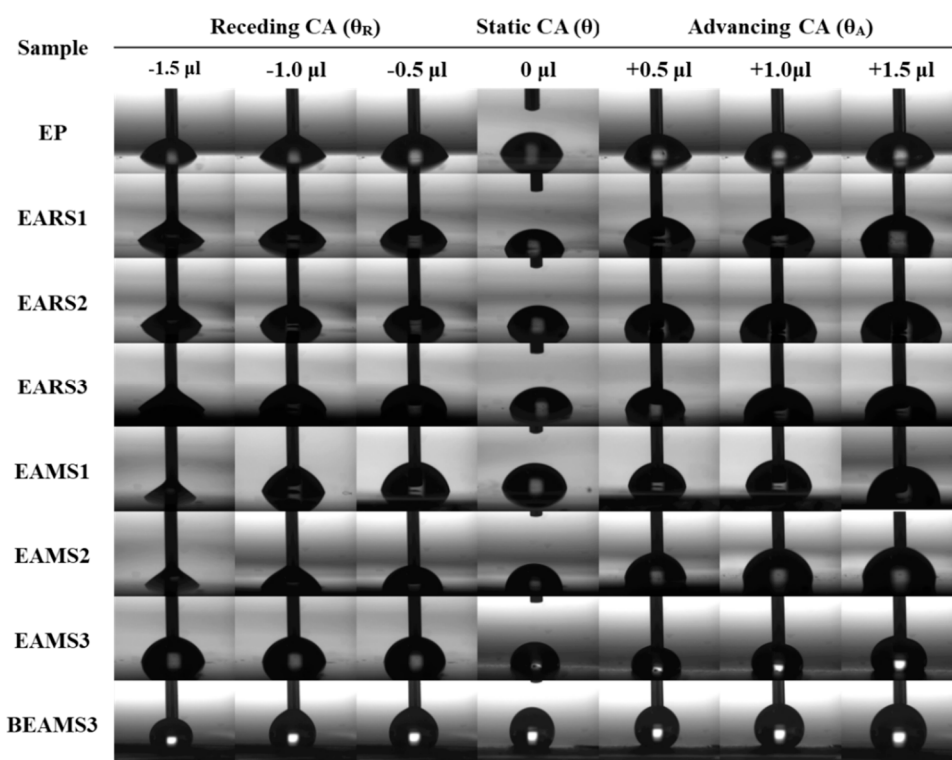 Sample Receding CA (θR) Static CA (θ) Advancing CA (θA)
-1.5 μl -1.0 μl -0.5 μl 0 μl +0.5 μl +1.0μl +1.5 μl
EP
EARS1
EARS2
EARS3
EAMS1
EAMS2
EAMS3
BEAMS3